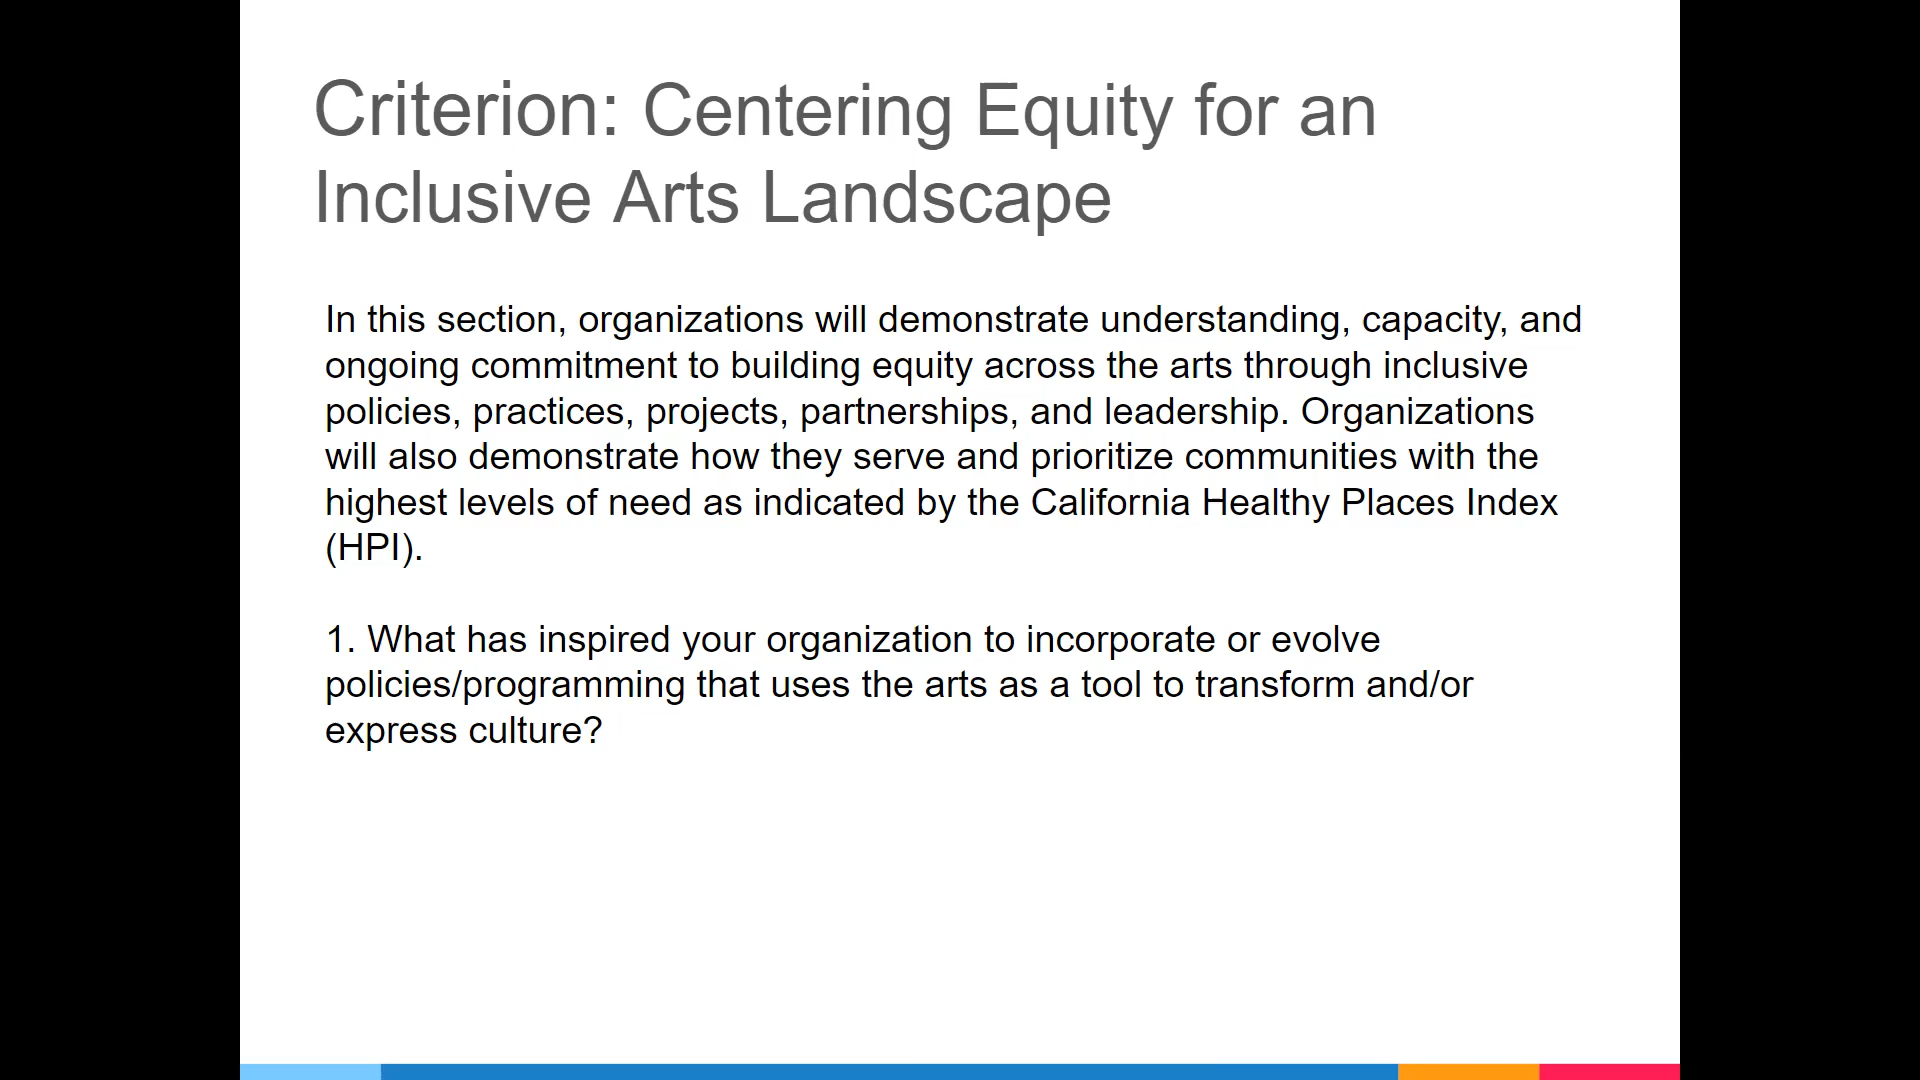 Criterion: Centering Equity for an
Inclusive Arts Landscape
In this section, organizations will demonstrate understanding, capacity, and
ongoing commitment to building equity across the arts through inclusive
policies, practices, projects, partnerships, and leadership. Organizations
will also demonstrate how they serve and prioritize communities with the
highest levels of need as indicated by the California Healthy Places Index
(HPI).
1. What has inspired your organization to incorporate or evolve
policies/programming that uses the arts as a tool to transform and/or
express culture?